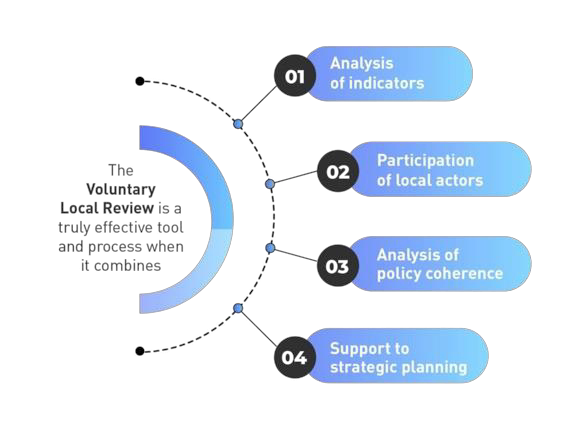 The
Voluntary
Local Review is a
truly effective tool
and process when
it combines
01
Analysis
of indicators
02
Participation
of local actors
03
Analysis of
policy coherence
04
Support to
strategic planning